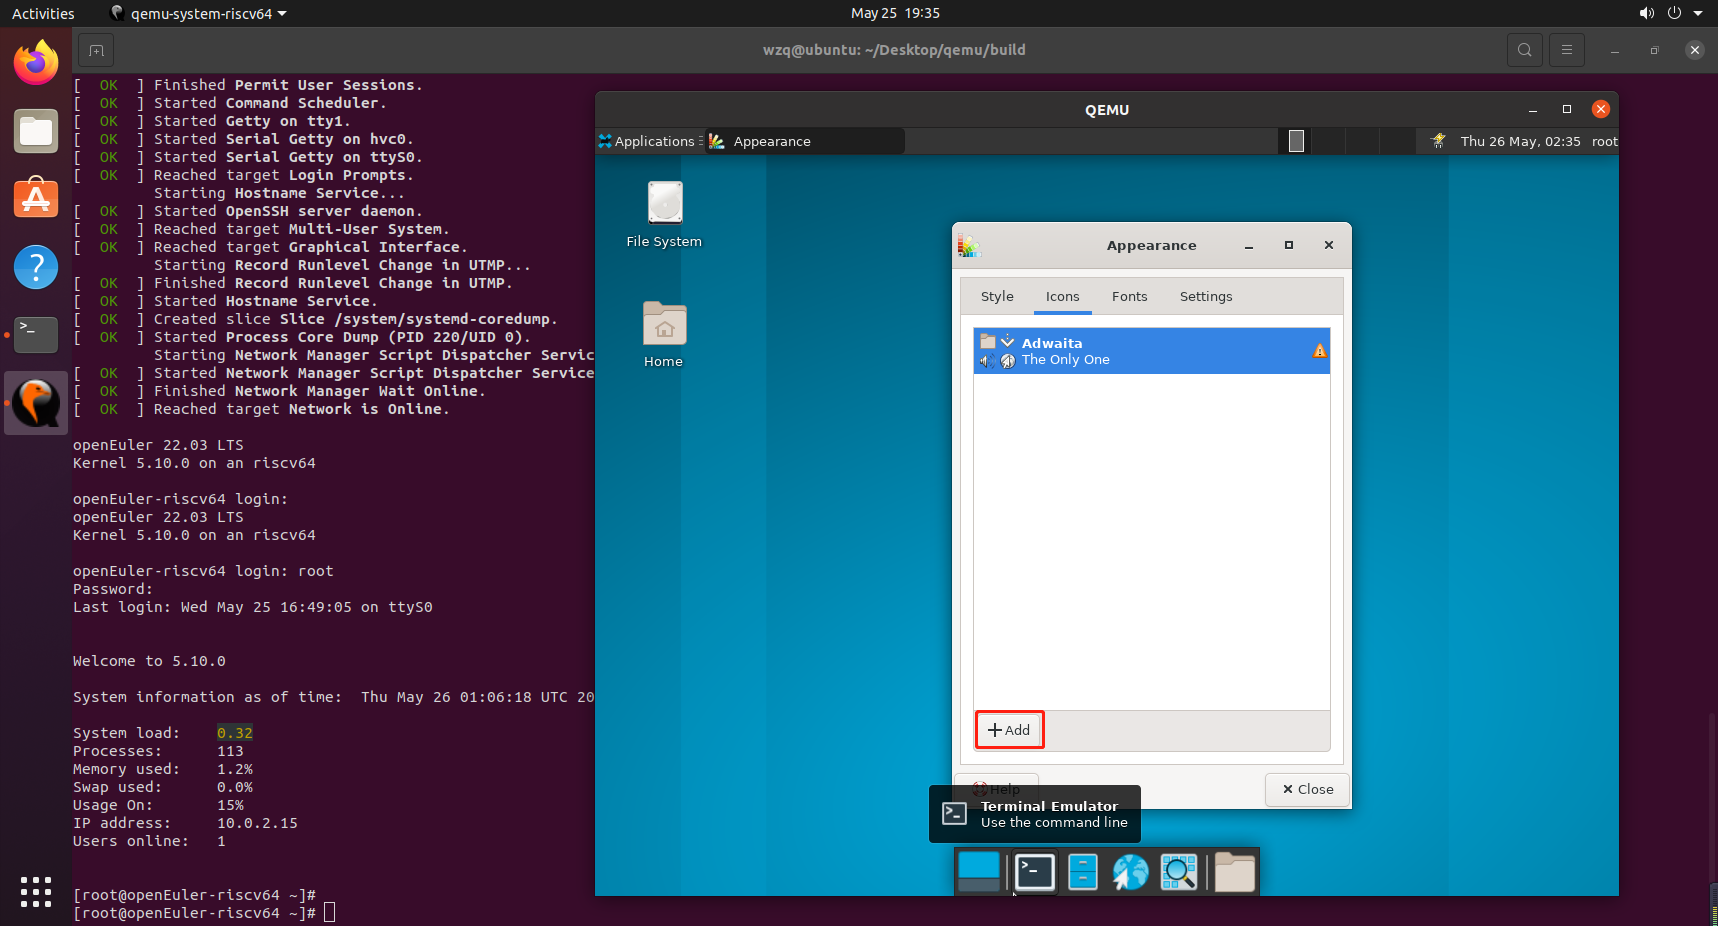 Activities
qemu-system-riscv64
May 25 19:35
wzq@ubuntu: ~/Desktop/qemu/build
[ OK ] Finished Permit User Sessions.
[ OK ] Started Command Scheduler.
[ OK ] Started Getty on tty1.
[ OK ] Started Serial Getty on hvc0.
[ OK ] Started Serial Getty on ttyS0.
[ OK ] Reached target Login Prompts.
Starting Hostname Service...
[ OK ] Started OpenSSH server daemon.
[ OK ] Reached target Multi-User System.
[ OK ] Reached target Graphical Interface.
Starting Record Runlevel Change in UTMP...
[ OK ] Finished Record Runlevel Change in UTMP.
[ OK ] Started Hostname Service.
[ OK ] Created slice Slice /system/systemd-coredump.
[ OK ] Started Process Core Dump (PID 220/UID 0).
Starting Network Manager Script Dispatcher Servic
[ OK ] Started Network Manager Script Dispatcher Service
[ OK ] Finished Network Manager Wait Online.
[ OK ] Reached target Network is Online.
openEuler 22.03 LTS
Kernel 5.10.0 on an riscv64
openEuler-riscv64 login:
openEuler 22.03 LTS
Kernel 5.10.0 on an riscv64
openEuler-riscv64 login: root
Password:
Last login: Wed May 25 16:49:05 on ttyS0
Welcome to 5.10.0
System information as of time: Thu May 26 01:06:18 UTC 20
System load: 0.32
Processes: 113
Memory used: 1.2%
Swap used: 0.0%
Usage On: 15%
IP address: 10.0.2.15
Users online: 1
[root@openEuler-riscv64 ~]#
[root@openEuler-riscv64 ~]#
QEMU
Applications
Appearance
Thu 26 May, 02:35
root
File System
Home
Appearance
Style
Icons
Fonts
Settings
Adwaita
The Only One
Add
Help
Close
Terminal Emulator
Use the command line